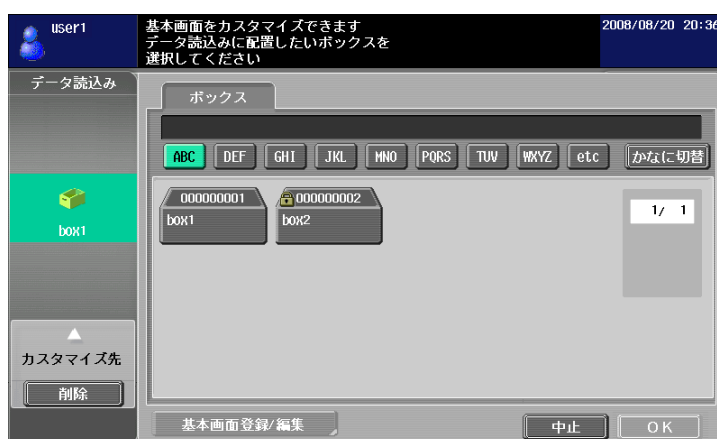 user1
基本画面をカスタマイズできます
データ読込みに配置したいボックスを
選択してください
2008/08/20 20:36
データ読込み
ボックス
ABC DEF GHI JKL MNO PQRS TUV WXYZ etc かなに切替
000000001 000000002
box1 box2
1/ 1
box1
カスタマイズ先
削除
基本画面登録/編集 中止 OK